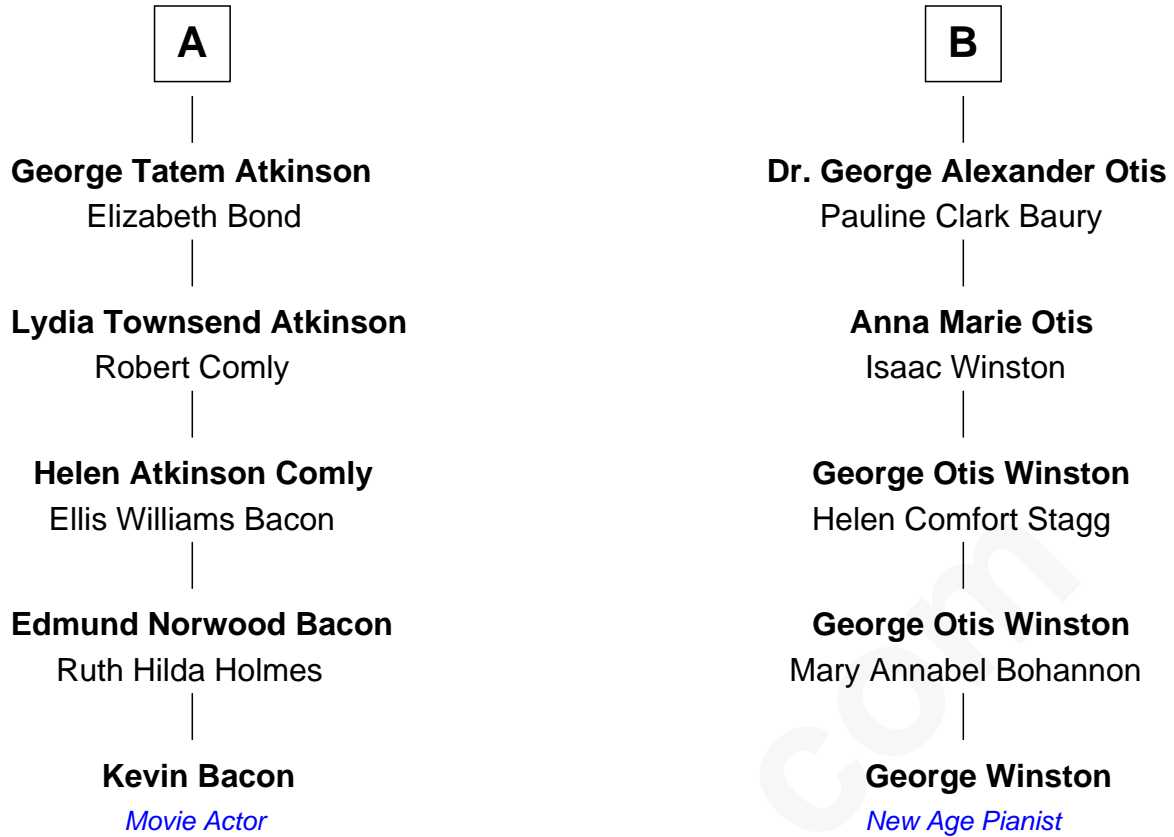 A
George Tatem Atkinson
Elizabeth Bond
Lydia Townsend Atkinson
Robert Comly
Helen Atkinson Comly
Ellis Williams Bacon
Edmund Norwood Bacon
Ruth Hilda Holmes
Kevin Bacon
Movie Actor
B
Dr. George Alexander Otis
Pauline Clark Baury
Anna Marie Otis
Isaac Winston
George Otis Winston
Helen Comfort Stagg
George Otis Winston
Mary Annabel Bohannon
George Winston
New Age Pianist
com